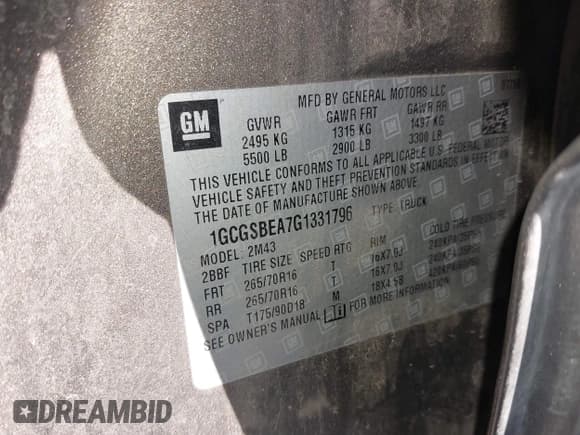 GM
MFD BY GENERAL MOTORS LLC
GVWR GAWR FRT GAWR RR
2495 KG 1315 KG 1497 KG
5500 LB 2900 LB 3300 LB
THIS VEHICLE CONFORMS TO ALL APPLICABLE U.S. FEDERAL MOTOR
VEHICLE SAFETY AND THEFT PREVENTION STANDARDS IN EFFECT ON
THE DATE OF MANUFACTURE SHOWN ABOVE.
1GCGSBEA7G1331796 TYPE: TRUCK
MODEL: 2M43
2BBF TIRE SIZE SPEED RTG RIM COLD TIRE PRESSURE
FRT 265/70R16 T 16X7.0J
RR 265/70R16 T 16X7.0J
SPA T175/90D18 M 18X4.5B
SEE OWNER'S MANUAL FOR MORE INFORMATION.
DREAMBID